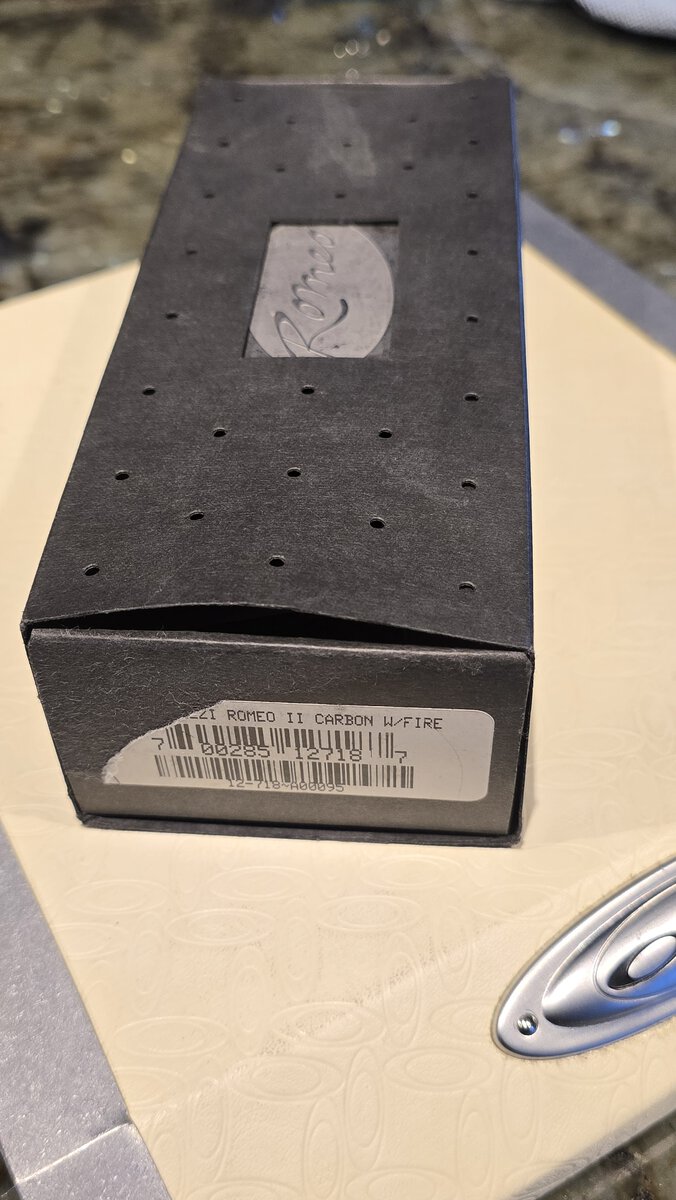 Romeo
ROMEO II CARBON W/FIRE
7 00285 12718 7
12-718~A00095